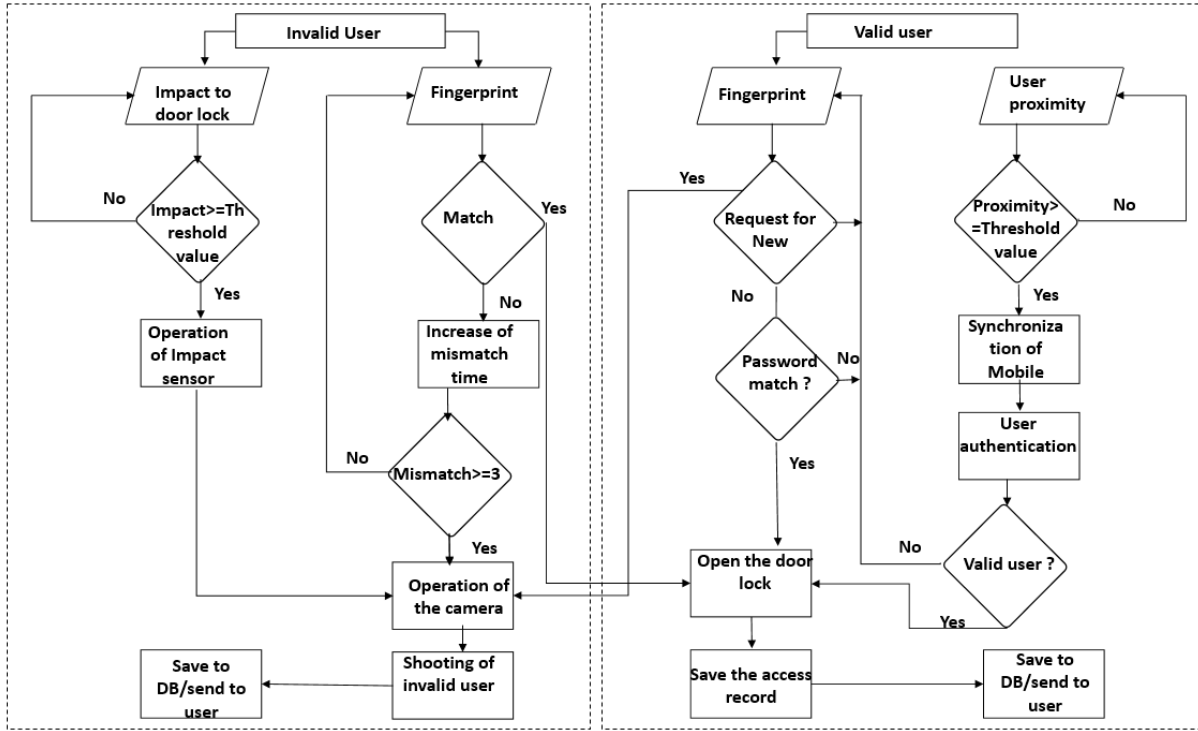 Invalid User
Impact to
door lock
Fingerprint
No
Impact>=Th
reshold
value
Match
Yes
Yes
No
Operation
of Impact
sensor
Increase of
mismatch
time
No
Mismatch>=3
Yes
Operation of
the camera
Save to
DB/send to
user
Shooting of
invalid user
Valid user
Fingerprint
User
proximity
Yes
Request for
New
Proximity>
=Threshold
value
No
No
Yes
Password
match ?
No
Synchroniza
tion of
Mobile
User
authentication
Yes
No
Valid user ?
Open the door
lock
Yes
Save the access
record
Save to
DB/send to
user